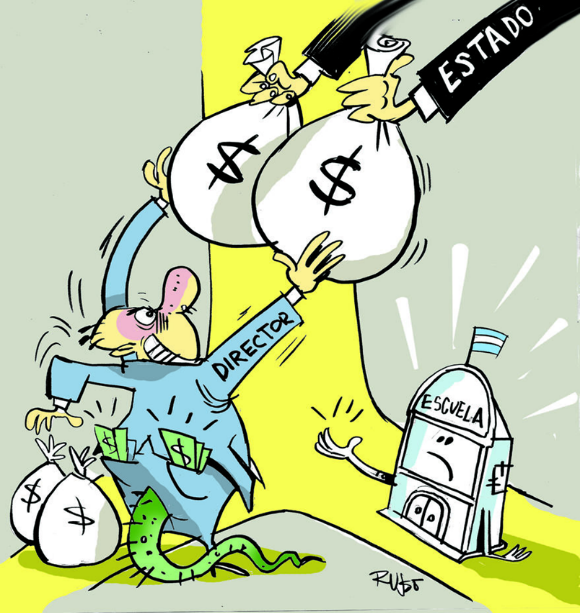 ESTADO
$ $
DIRECTOR
ESCUELA
$ $
$ $